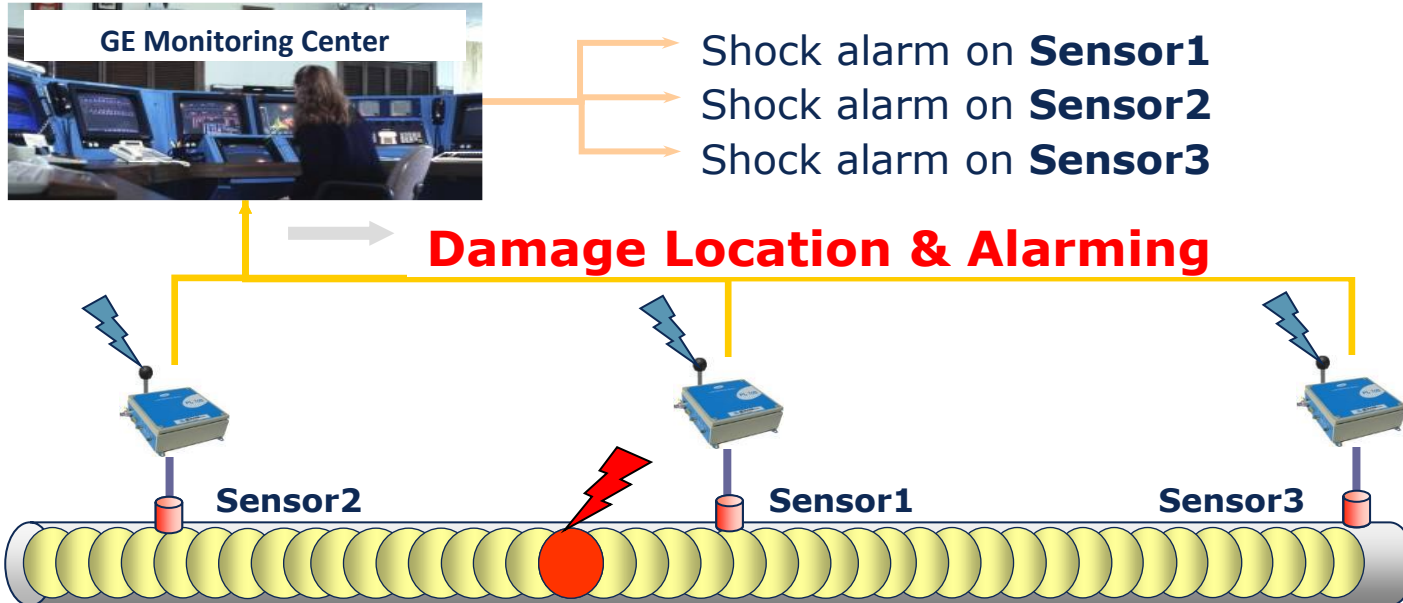 GE Monitoring Center
Shock alarm on Sensor1
Shock alarm on Sensor2
Shock alarm on Sensor3
Damage Location & Alarming
Sensor2
Sensor1
Sensor3